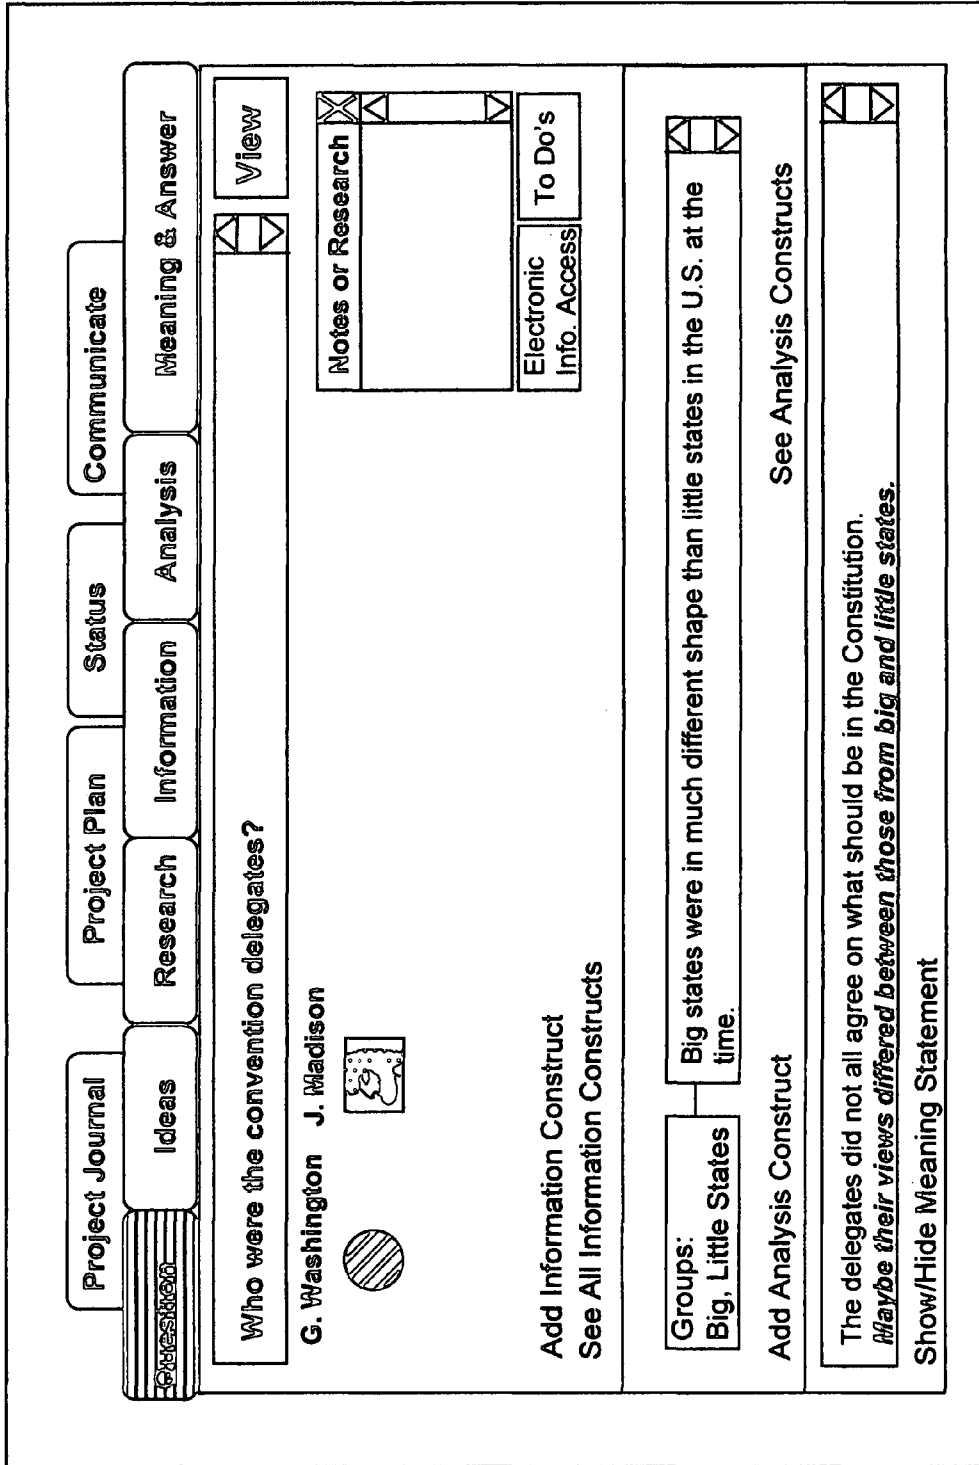 Project Journal
Project Plan
Status
Communicate
Question
Ideas
Research
Information
Analysis
Meaning & Answer
Who were the convention delegates?
View
G. Washington
J. Madison
Notes or Research
Electronic
Info. Access
To Do's
Add Information Construct
See All Information Constructs
Groups:
Big, Little States
Big states were in much different shape than little states in the U.S. at the
time.
Add Analysis Construct
See Analysis Constructs
The delegates did not all agree on what should be in the Constitution.
Maybe their views differed between those from big and little states.
Show/Hide Meaning Statement